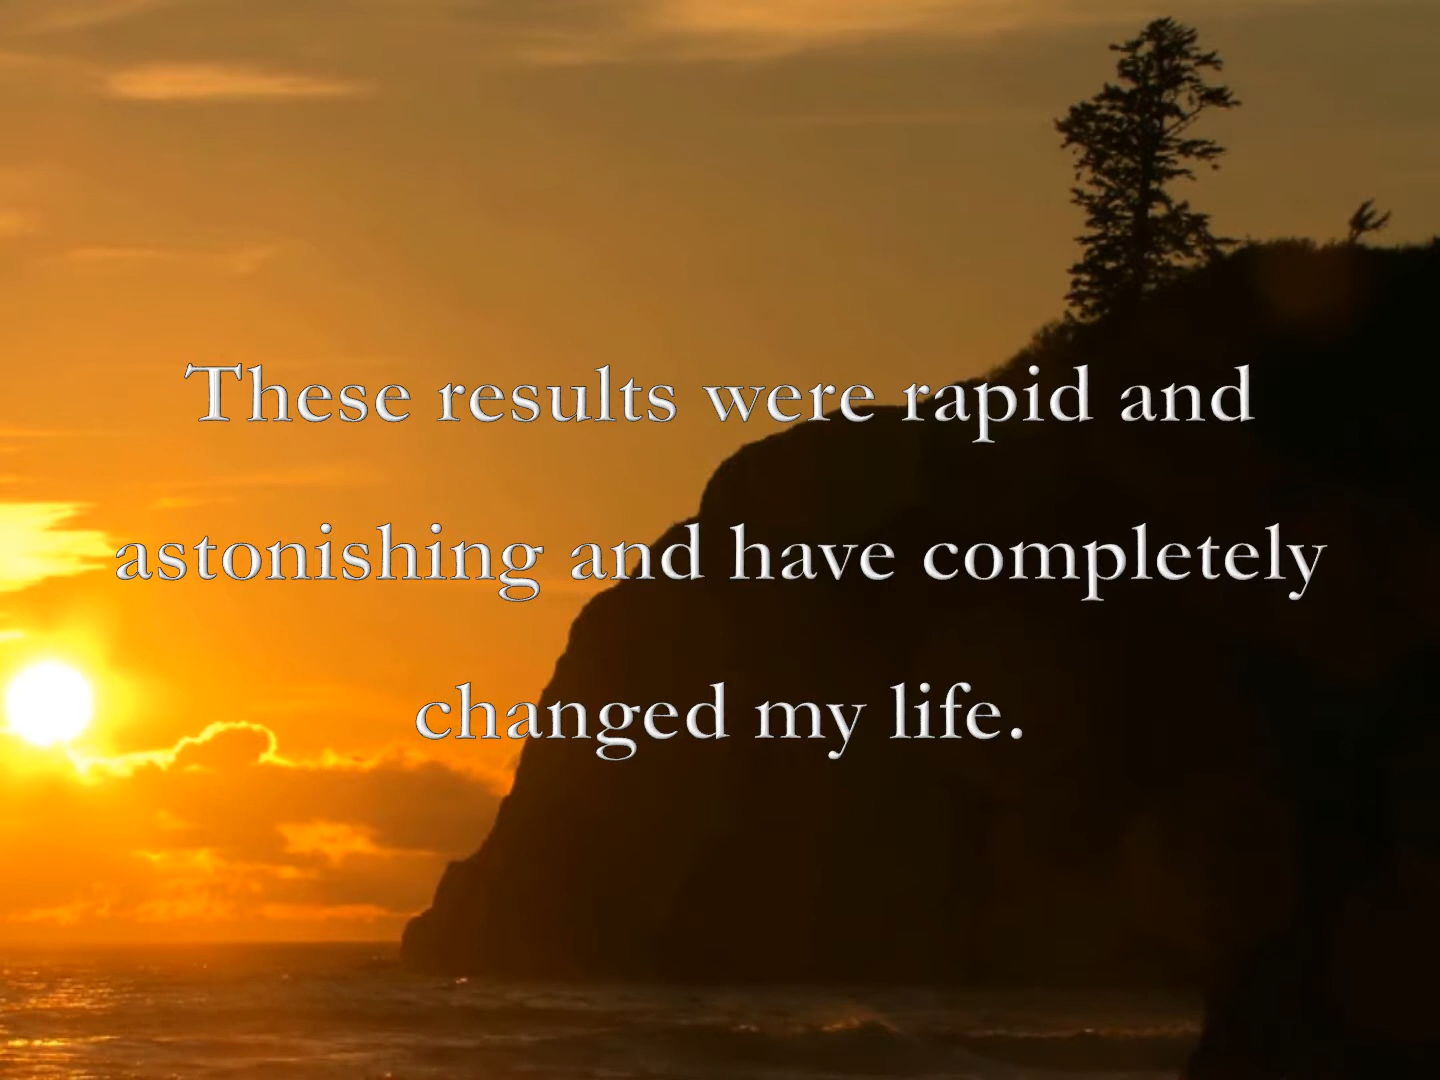 These results were rapid and
astonishing and have completely
changed my life.